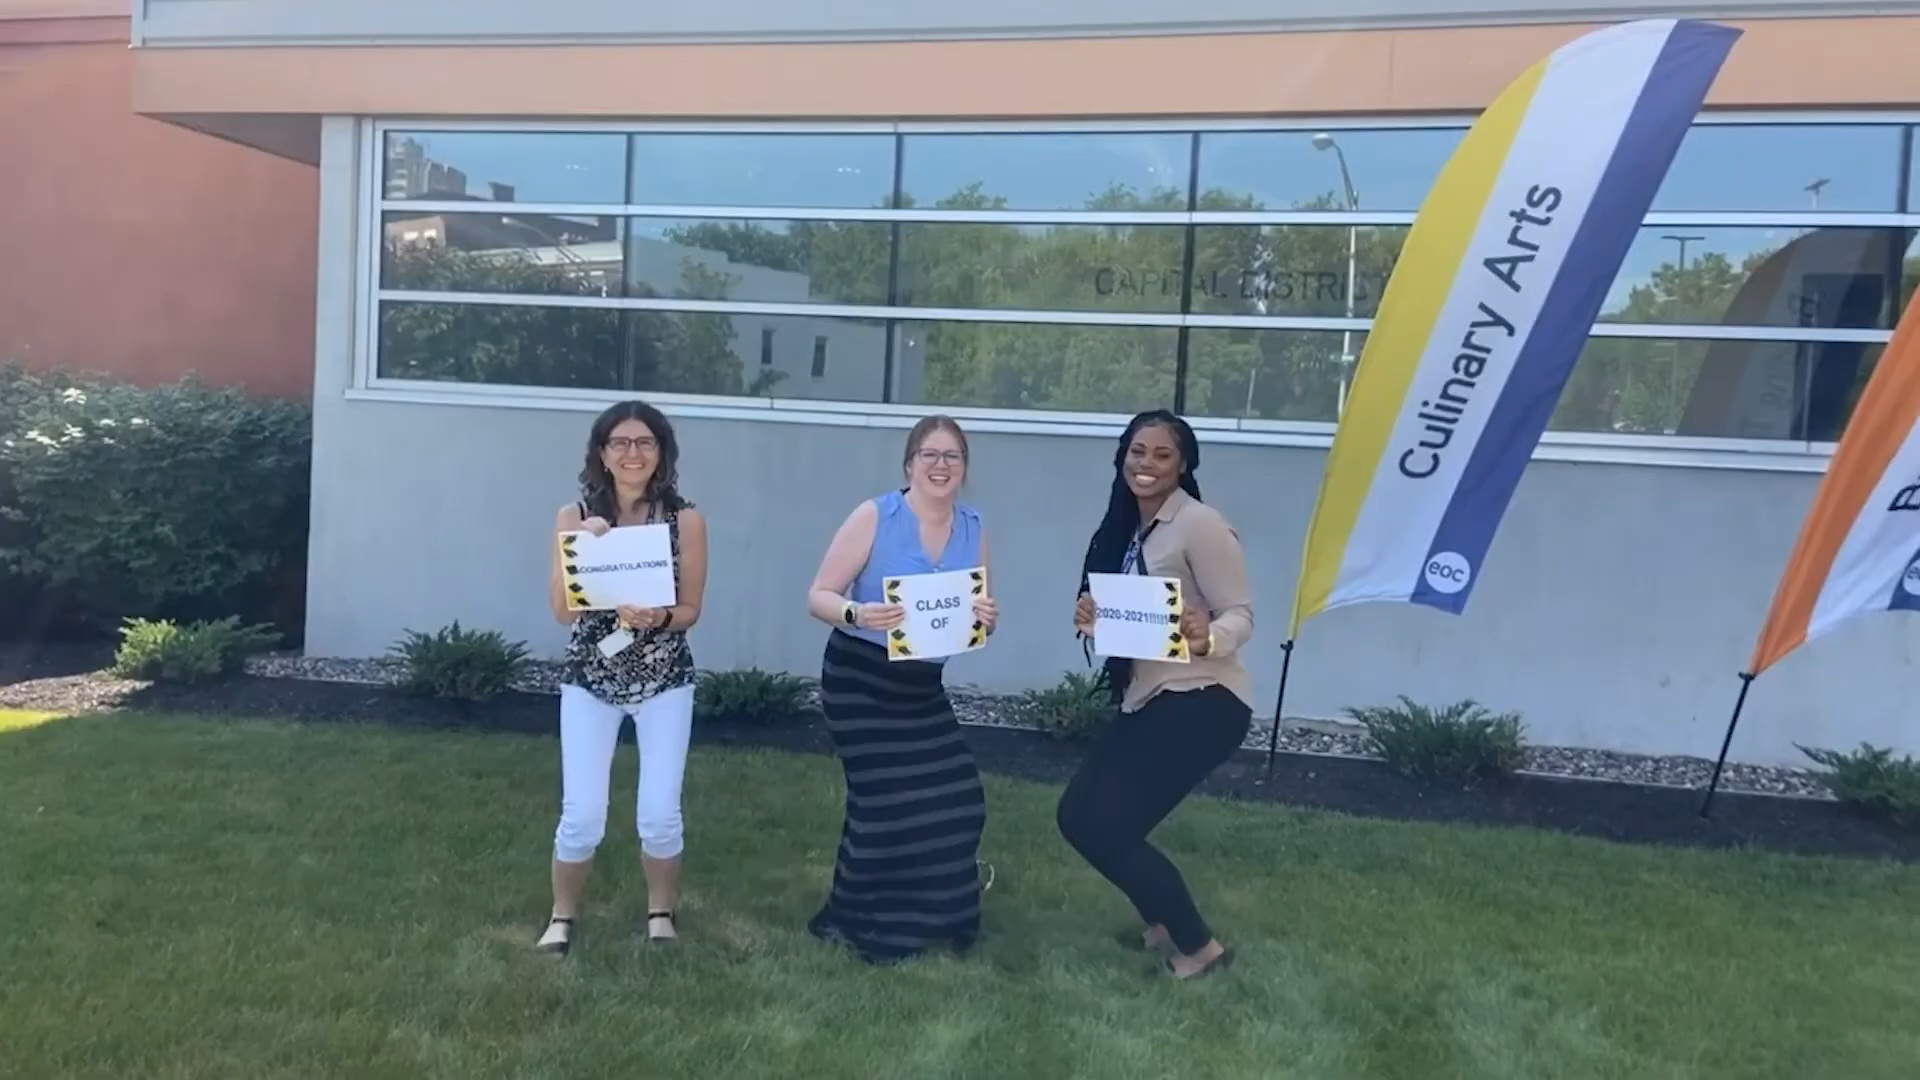 CAPITAL DISTRICT
Culinary Arts
eoc
CONGRATULATIONS
CLASS
OF
2020-2021!!!!!